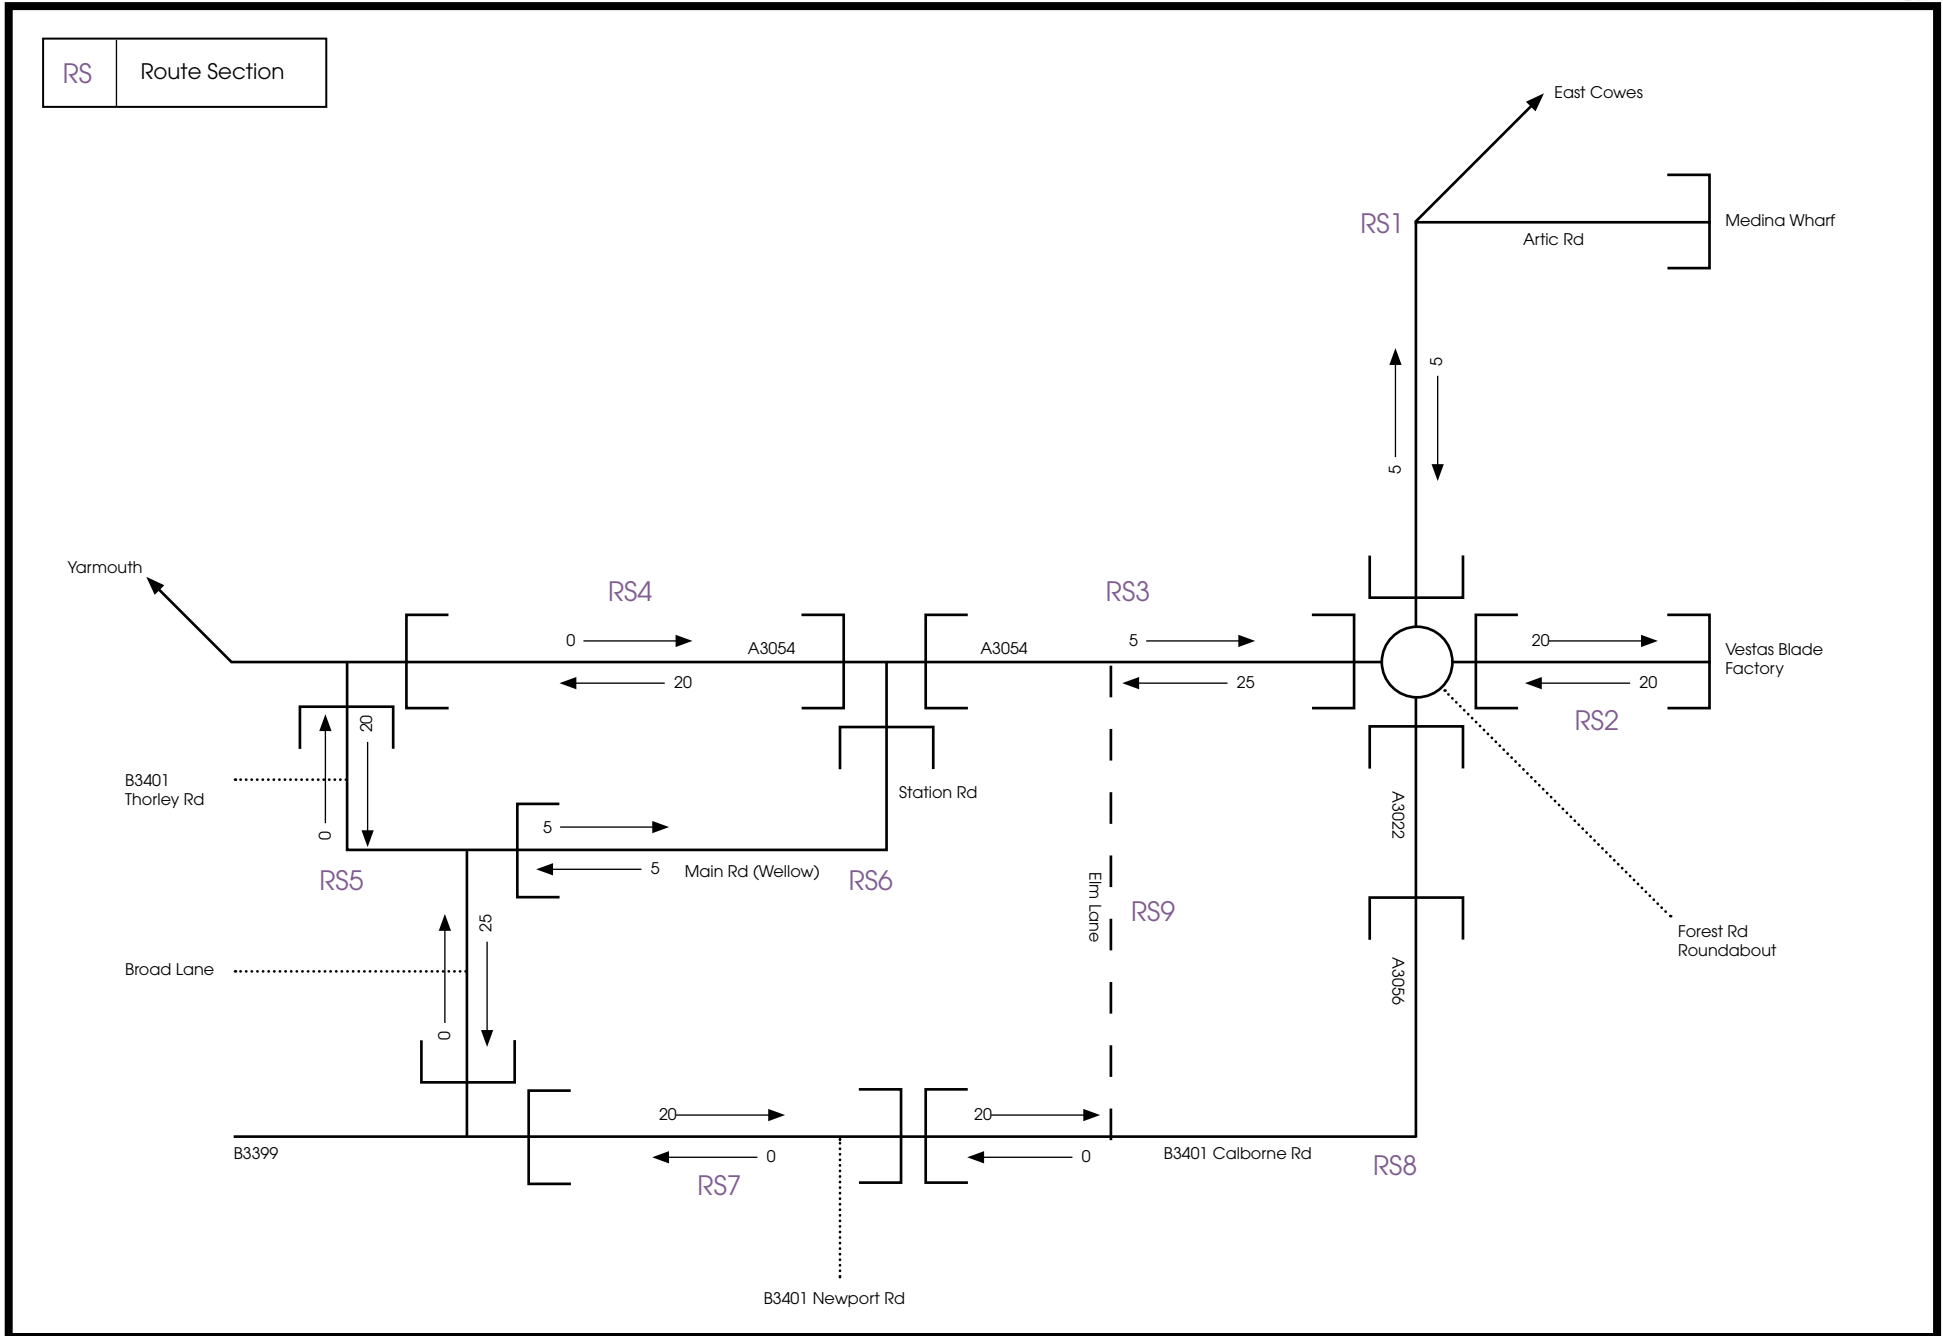 RS
Route Section
East Cowes
RS1
Medina Wharf
Artic Rd
5
5
Yarmouth
RS4
RS3
0
A3054
A3054
5
20
Vestas Blade
Factory
20
25
20
RS2
20
0
B3401
Thorley Rd
Station Rd
A3022
5
5
Main Rd (Wellow)
RS5
RS6
Elm Lane
RS9
25
0
Broad Lane
A3056
Forest Rd
Roundabout
20
0
20
0
B3399
B3401 Calborne Rd
RS8
RS7
B3401 Newport Rd